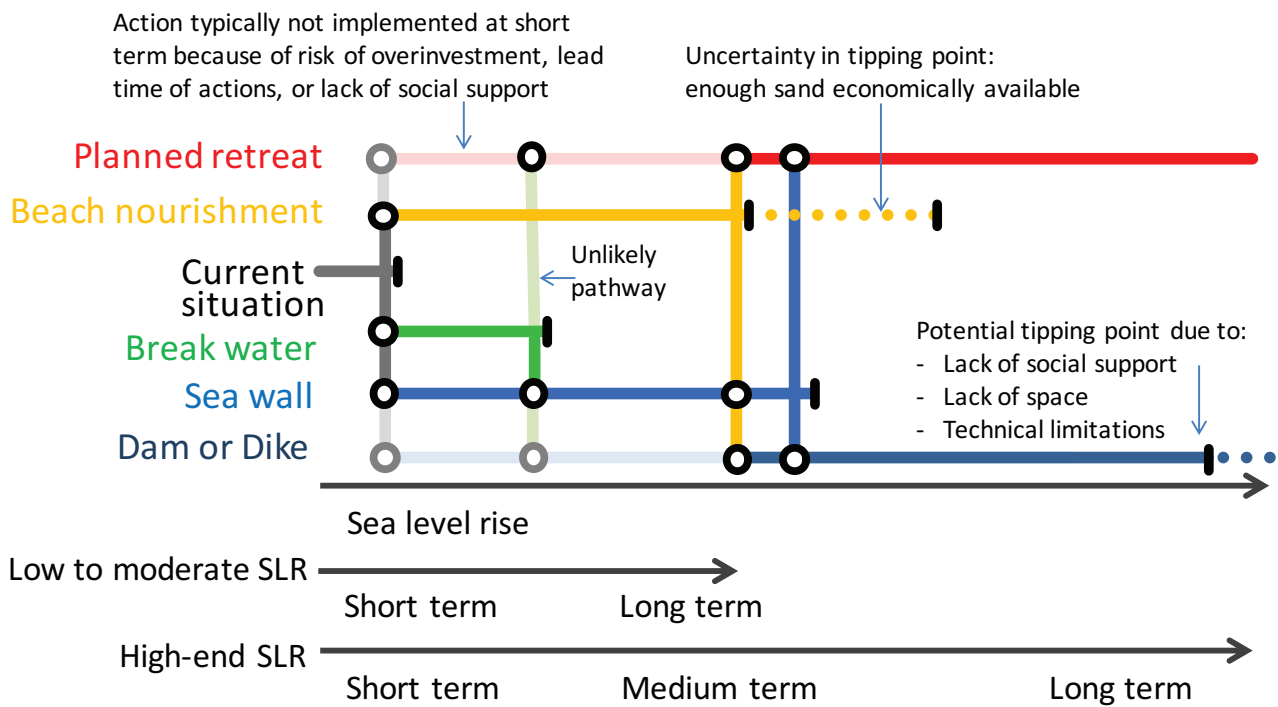 Action typically not implemented at short
term because of risk of overinvestment, lead
time of actions, or lack of social support
Uncertainty in tipping point:
enough sand economically available
Planned retreat
Beach nourishment
Current
situation
Unlikely
pathway
Break water
Sea wall
Dam or Dike
Potential tipping point due to:
- Lack of social support
- Lack of space
- Technical limitations
Sea level rise
Low to moderate SLR
Short term
Long term
High-end SLR
Short term
Medium term
Long term